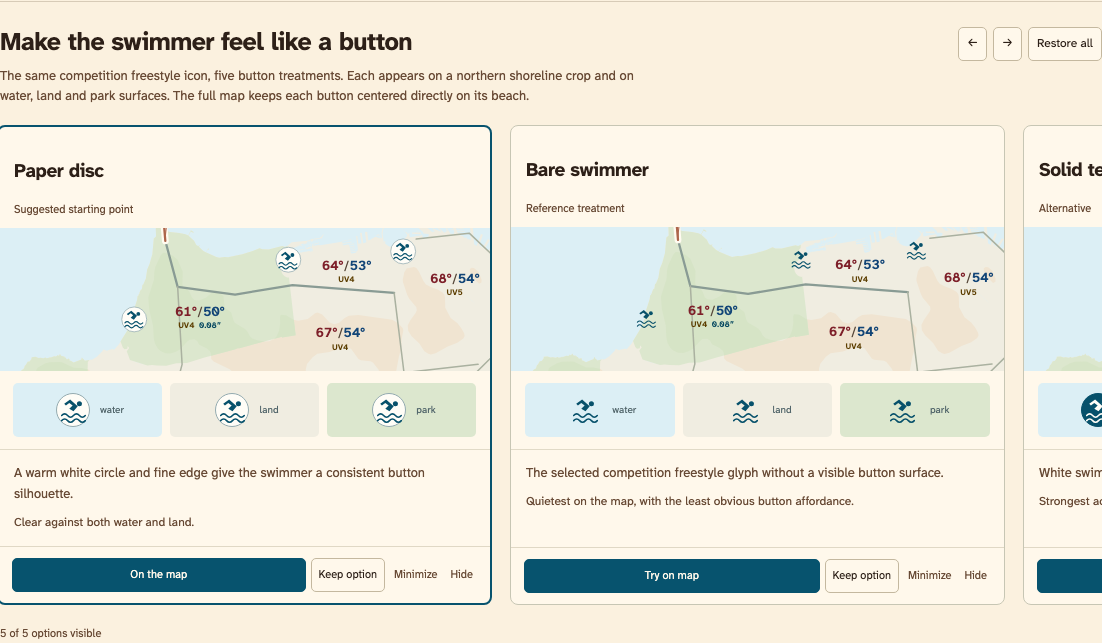 Make the swimmer feel like a button
← → Restore all
The same competition freestyle icon, five button treatments. Each appears on a northern shoreline crop and on
water, land and park surfaces. The full map keeps each button centered directly on its beach.
Paper disc
Suggested starting point
64°/53°
UV4
68°/54°
UV5
61°/50°
UV4 0.08"
67°/54°
UV4
water
land
park
A warm white circle and fine edge give the swimmer a consistent button
silhouette.
Clear against both water and land.
On the map
Keep option
Minimize
Hide
Bare swimmer
Reference treatment
64°/53°
UV4
68°/54°
UV5
61°/50°
UV4 0.08"
67°/54°
UV4
water
land
park
The selected competition freestyle glyph without a visible button surface.
Quietest on the map, with the least obvious button affordance.
Try on map
Keep option
Minimize
Hide
Solid
Alternative
White
Strongest
5 of 5 options visible